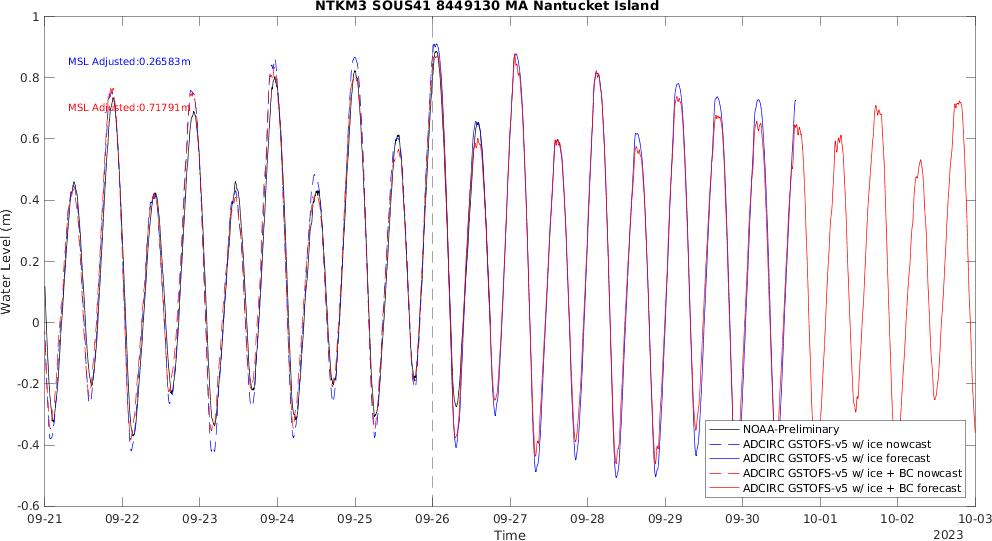 NTKM3 SOUS41 8449130 MA Nantucket Island
1
0.8
0.6
0.4
0.2
0
-0.2
-0.4
-0.6
Water Level (m)
MSL Adjusted:0.26583m
MSL Adjusted:0.71791m
NOAA-Preliminary
ADCIRC GSTOFS-v5 w/ ice nowcast
ADCIRC GSTOFS-v5 w/ ice forecast
ADCIRC GSTOFS-v5 w/ ice + BC nowcast
ADCIRC GSTOFS-v5 w/ ice + BC forecast
09-21 09-22 09-23 09-24 09-25 09-26 09-27 09-28 09-29 09-30 10-01 10-02 10-03
Time
2023